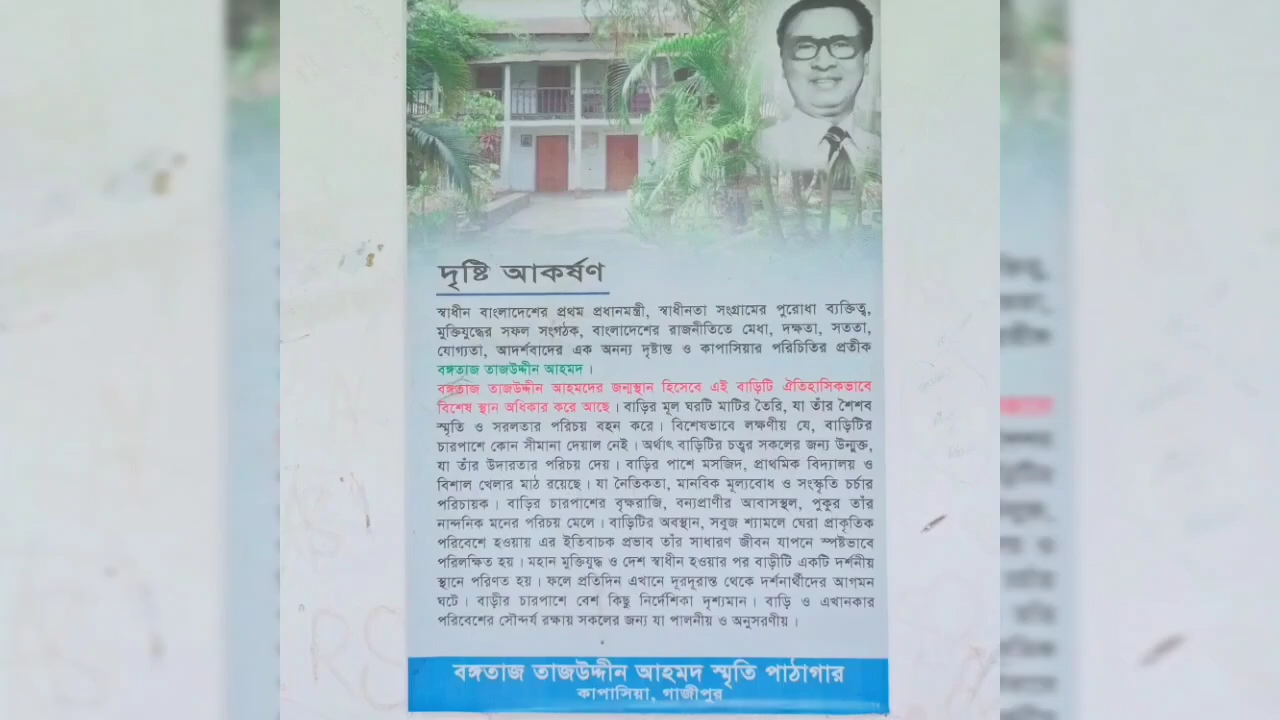 দৃষ্টি আকর্ষণ
স্বাধীন বাংলাদেশের প্রথম প্রধানমন্ত্রী, স্বাধীনতা সংগ্রামের পুরোধা ব্যক্তিত্ব,
মুক্তিযুদ্ধের সফল সংগঠক, বাংলাদেশের রাজনীতিতে মেধা, দক্ষতা, সততা,
যোগ্যতা, আদর্শবাদের এক অনন্য দৃষ্টান্ত ও কাপাসিয়ার পরিচিতির প্রতীক
বঙ্গতাজ তাজউদ্দীন আহমদ ।
বঙ্গতাজ তাজউদ্দীন আহমদের জন্মস্থান হিসেবে এই বাড়িটি ঐতিহাসিকভাবে
বিশেষ স্থান অধিকার করে আছে । বাড়ির মূল ঘরটি মাটির তৈরি, যা তাঁর শৈশব
স্মৃতি ও সরলতার পরিচয় বহন করে । বিশেষভাবে লক্ষণীয় যে, বাড়িটির
চারপাশে কোন সীমানা দেয়াল নেই । অর্থাৎ বাড়িটির চত্বর সকলের জন্য উন্মুক্ত,
যা তাঁর উদারতার পরিচয় দেয় । বাড়ির পাশে মসজিদ, প্রাথমিক বিদ্যালয় ও
বিশাল খেলার মাঠ রয়েছে । যা নৈতিকতা, মানবিক মূল্যবোধ ও সংস্কৃতি চর্চার
পরিচায়ক । বাড়ির চারপাশের বৃক্ষরাজি, বন্যপ্রাণীর আবাসস্থল, পুকুর তাঁর
নান্দনিক মনের পরিচয় মেলে । বাড়িটির অবস্থান, সবুজ শ্যামলে ঘেরা প্রাকৃতিক
পরিবেশে হওয়ায় এর ইতিবাচক প্রভাব তাঁর সাধারণ জীবন যাপনে স্পষ্টভাবে
পরিলক্ষিত হয় । মহান মুক্তিযুদ্ধ ও দেশ স্বাধীন হওয়ার পর বাড়ীটি একটি দর্শনীয়
স্থানে পরিণত হয় । ফলে প্রতিদিন এখানে দূরদূরান্ত থেকে দর্শনার্থীদের আগমন
ঘটে । বাড়ীর চারপাশে বেশ কিছু নির্দেশিকা দৃশ্যমান । বাড়ি ও এখানকার
পরিবেশের সৌন্দর্য রক্ষায় সকলের জন্য যা পালনীয় ও অনুসরণীয় ।
বঙ্গতাজ তাজউদ্দীন আহমদ স্মৃতি পাঠাগার
কাপাসিয়া, গাজীপুর